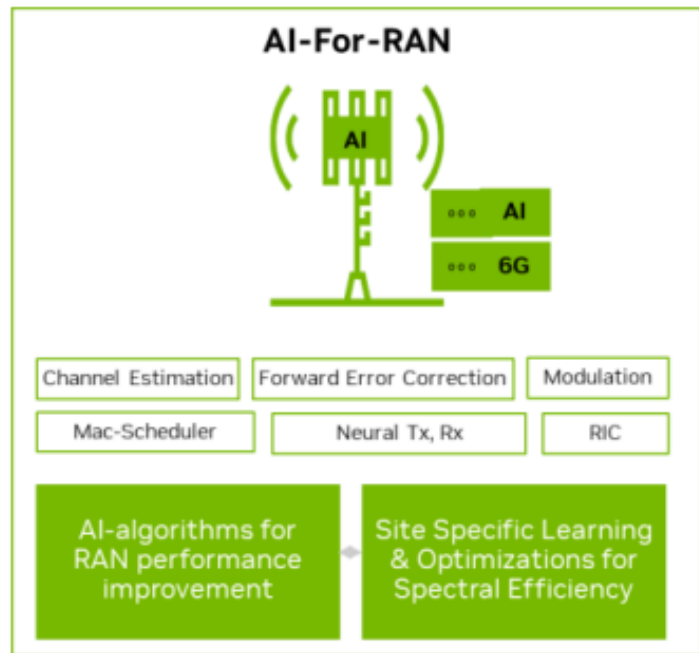 AI-For-RAN
AI
AI
6G
Channel Estimation
Forward Error Correction
Modulation
Mac-Scheduler
Neural Tx, Rx
RIC
AI-algorithms for
RAN performance
improvement
Site Specific Learning
& Optimizations for
Spectral Efficiency